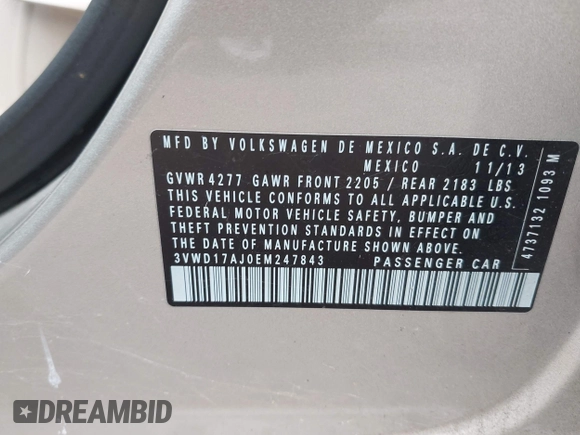 MFD BY VOLKSWAGEN DE MEXICO S.A. DE C.V.
MEXICO 11/13
GVWR 4277 GAWR FRONT 2205 / REAR 2183 LBS
THIS VEHICLE CONFORMS TO ALL APPLICABLE U.S.
FEDERAL MOTOR VEHICLE SAFETY, BUMPER AND
THEFT PREVENTION STANDARDS IN EFFECT ON
THE DATE OF MANUFACTURE SHOWN ABOVE.
3VWD17AJ0EM247843 PASSENGER CAR
4737132 1093 M
DREAMBID